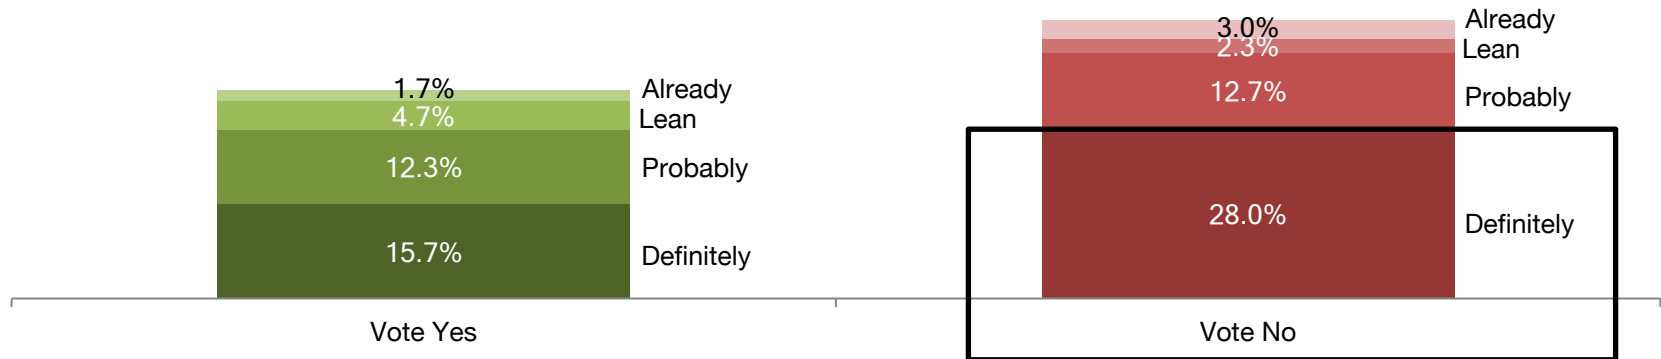 3.0%
Already
2.3%
Lean
12.7%
Probably
28.0%
Definitely
1.7%
Already
4.7%
Lean
12.3%
Probably
15.7%
Definitely
Vote Yes
Vote No